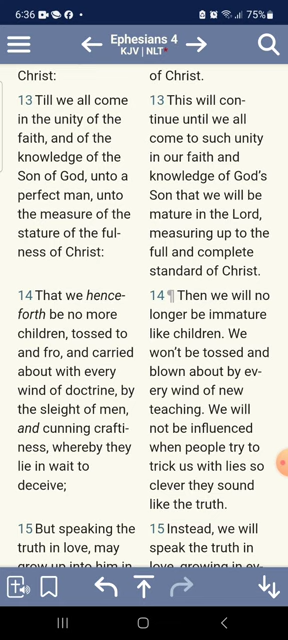 6:36
75%
Ephesians 4
KJV | NLT*
Christ:
13 Till we all come
in the unity of the
faith, and of the
knowledge of the
Son of God, unto a
perfect man, unto
the measure of the
stature of the ful-
ness of Christ:
14 That we hence-
forth be no more
children, tossed to
and fro, and carried
about with every
wind of doctrine, by
the sleight of men,
and cunning crafti-
ness, whereby they
lie in wait to
deceive;
15 But speaking the
truth in love, may
grow up into him in
of Christ.
13 This will con-
tinue until we all
come to such unity
in our faith and
knowledge of God’s
Son that we will be
mature in the Lord,
measuring up to the
full and complete
standard of Christ.
14 ¶ Then we will no
longer be immature
like children. We
won’t be tossed and
blown about by ev-
ery wind of new
teaching. We will
not be influenced
when people try to
trick us with lies so
clever they sound
like the truth.
15 Instead, we will
speak the truth in
love, growing in ev-